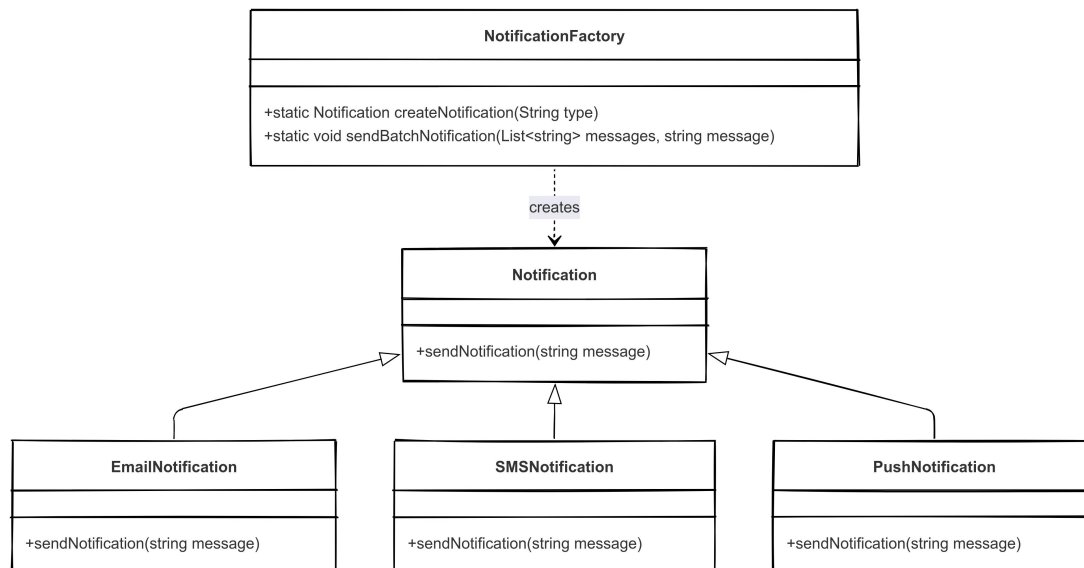 NotificationFactory
+static Notification createNotification(String type)
+static void sendBatchNotification(List<string> messages, string message)
creates
Notification
+sendNotification(string message)
EmailNotification
SMSNotification
PushNotification
+sendNotification(string message)
+sendNotification(string message)
+sendNotification(string message)